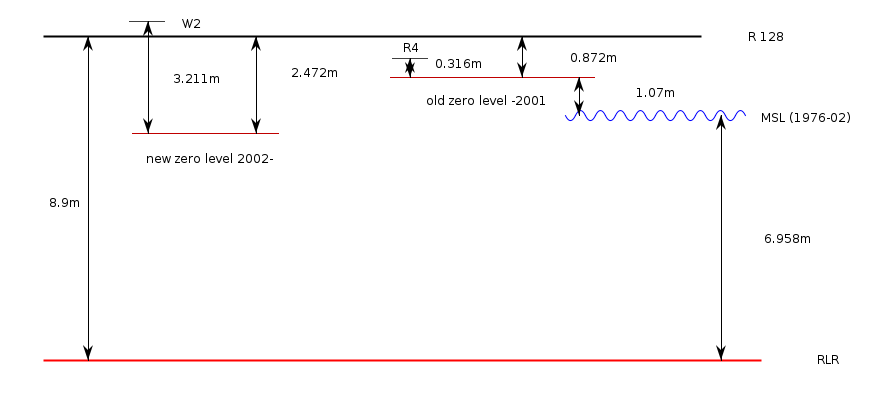 W2
R 128
R4
0.316m
0.872m
3.211m
2.472m
old zero level -2001
1.07m
MSL (1976-02)
new zero level 2002-
8.9m
6.958m
RLR